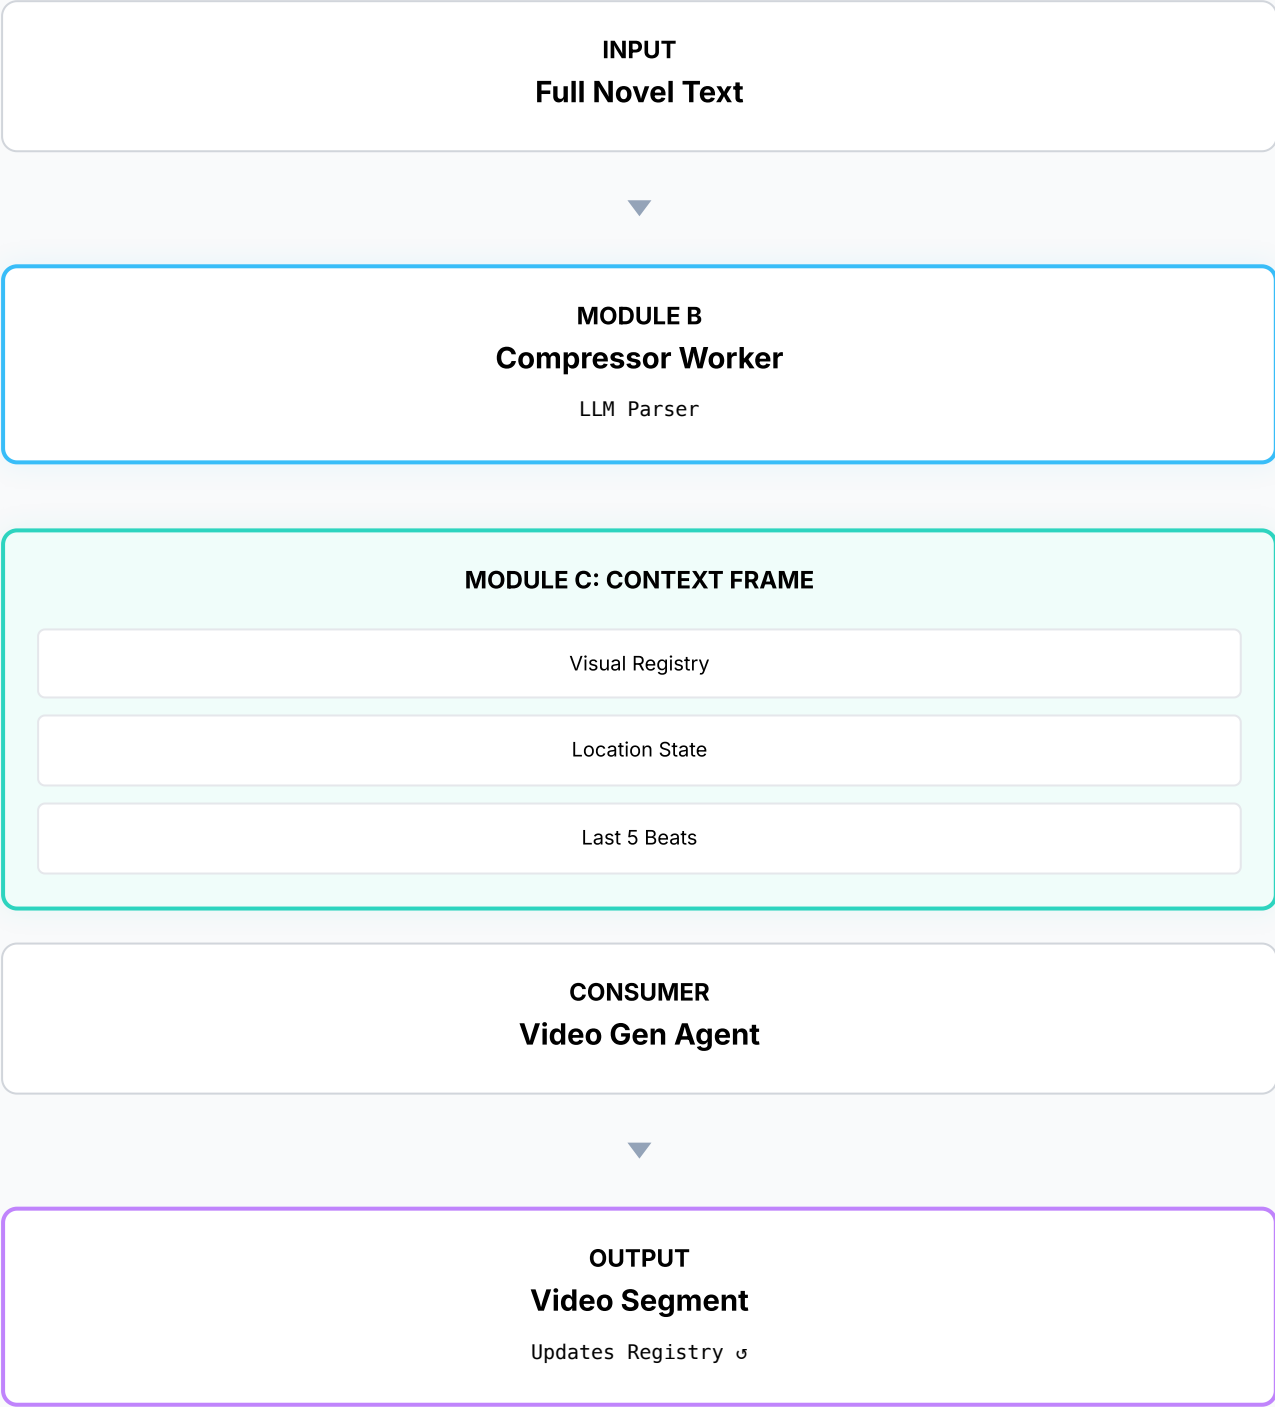 INPUT
Full Novel Text
MODULE B
Compressor Worker
LLM Parser
MODULE C: CONTEXT FRAME
Visual Registry
Location State
Last 5 Beats
CONSUMER
Video Gen Agent
OUTPUT
Video Segment
Updates Registry ↺